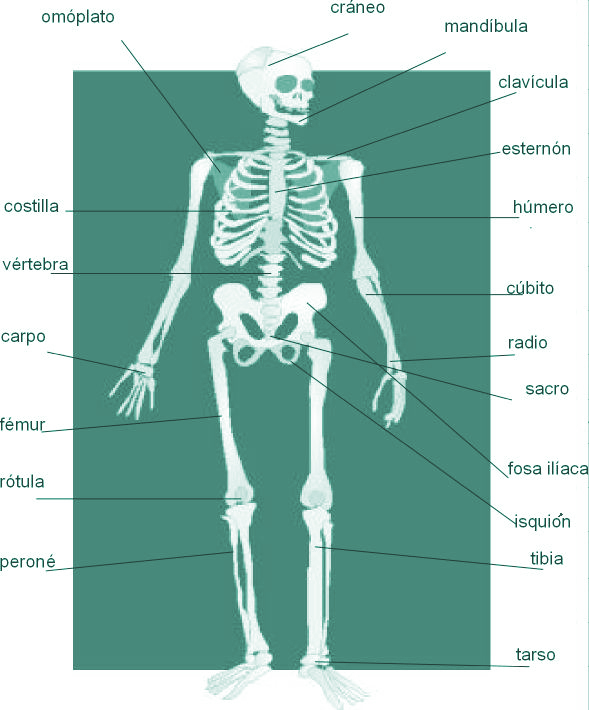 cráneo
omóplato
mandíbula
clavícula
esternón
costilla
húmero
vértebra
cúbito
carpo
radio
sacro
fémur
fosa ilíaca
rótula
isquión
peroné
tibia
tarso